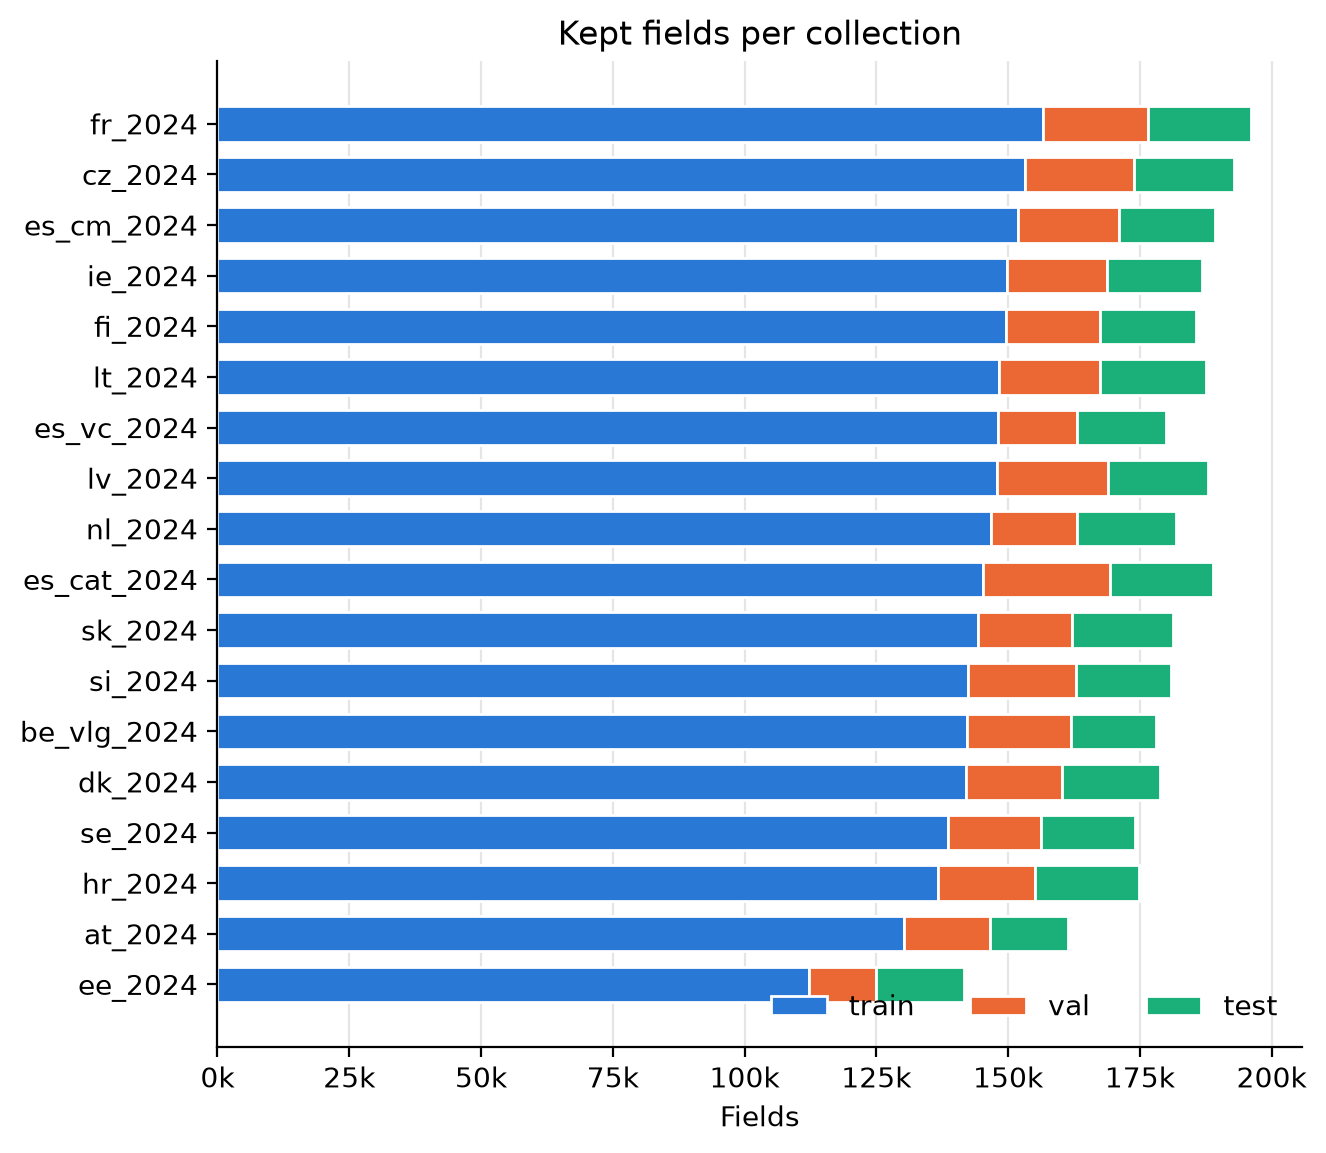 Kept fields per collection
fr_2024
cz_2024
es_cm_2024
ie_2024
fi_2024
lt_2024
es_vc_2024
lv_2024
nl_2024
es_cat_2024
sk_2024
si_2024
be_vlg_2024
dk_2024
se_2024
hr_2024
at_2024
ee_2024
train val test
0k 25k 50k 75k 100k 125k 150k 175k 200k
Fields